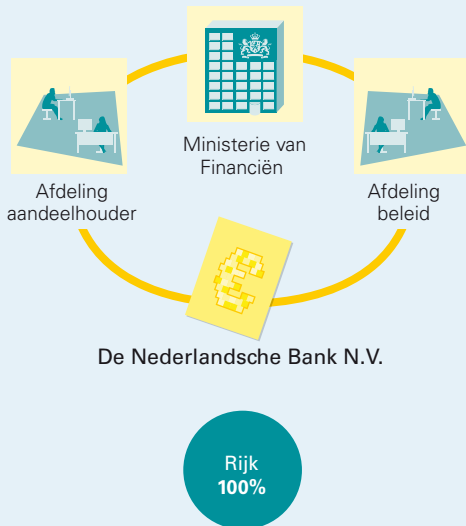 Ministerie van
Financiën
Afdeling
aandeelhouder
Afdeling
beleid
De Nederlandsche Bank N.V.
Rijk
100%